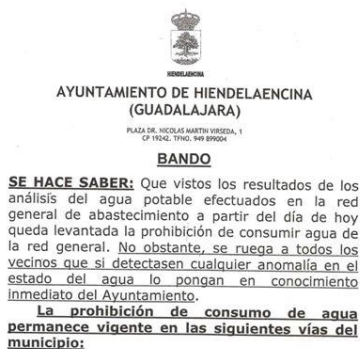 HIENDELAENCINA
AYUNTAMIENTO DE HIENDELAENCINA
(GUADALAJARA)
PLAZA DR. NICOLAS MARTIN VIRSEDA, 1
CP 19242. TFNO. 949 899004
BANDO
SE HACE SABER: Que vistos los resultados de los
análisis del agua potable efectuados en la red
general de abastecimiento a partir del día de hoy
queda levantada la prohibición de consumir agua de
la red general. No obstante, se ruega a todos los
vecinos que si detectasen cualquier anomalía en el
estado del agua lo pongan en conocimiento
inmediato del Ayuntamiento.
La prohibición de consumo de agua
permanece vigente en las siguientes vías del
municipio: